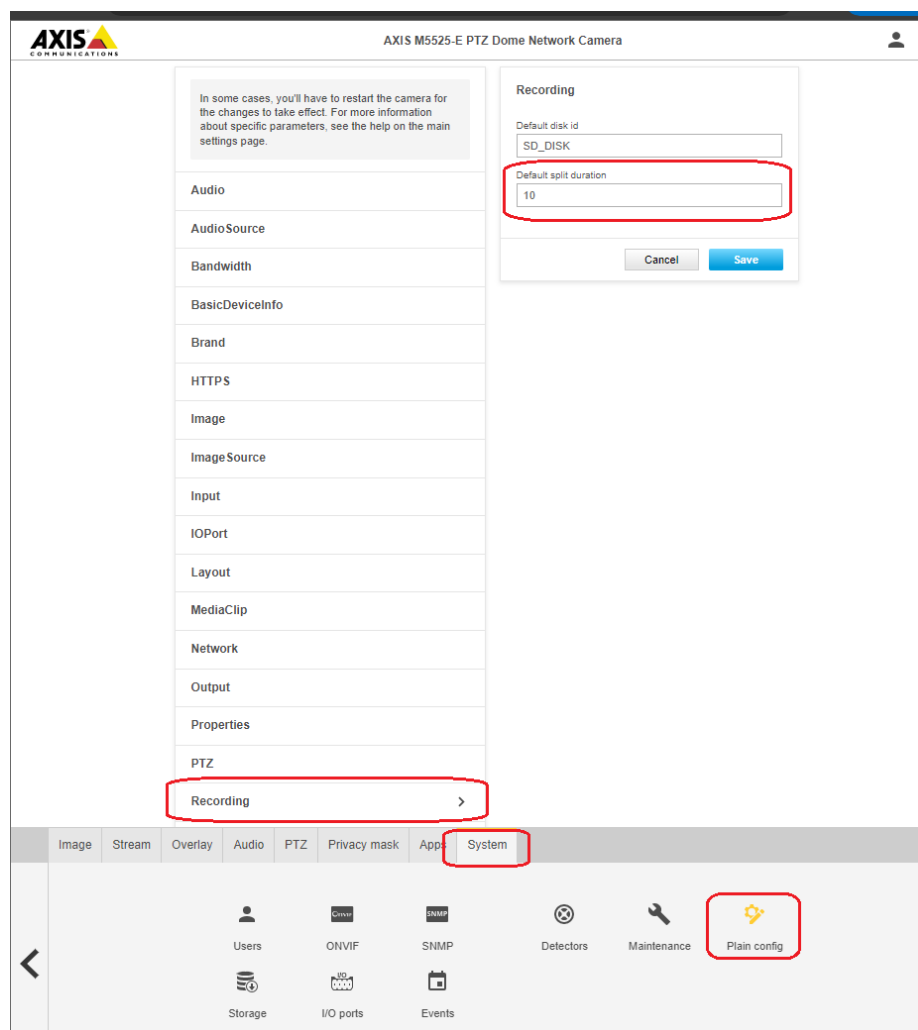 AXIS
COMMUNICATIONS
AXIS M5525-E PTZ Dome Network Camera
In some cases, you'll have to restart the camera for
the changes to take effect. For more information
about specific parameters, see the help on the main
settings page.
Audio
AudioSource
Bandwidth
BasicDeviceInfo
Brand
HTTPS
Image
ImageSource
Input
IOPort
Layout
MediaClip
Network
Output
Properties
PTZ
Recording
Recording
Default disk id
SD_DISK
Default split duration
10
Cancel Save
Image Stream Overlay Audio PTZ Privacy mask Apps System
ONVIF SNMP
Users ONVIF SNMP Detectors Maintenance Plain config
I/O
Storage I/O ports Events